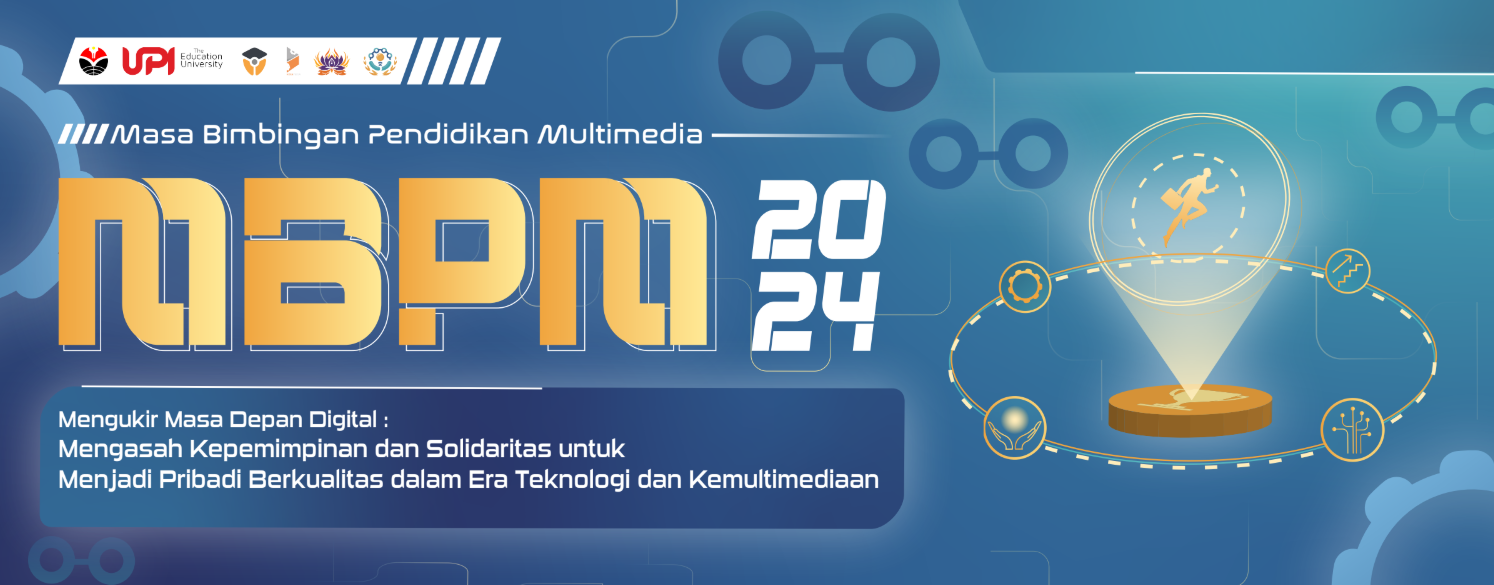 UPI
The
Education
University
Masa Bimbingan Pendidikan Multimedia
MBPM
20
24
Mengukir Masa Depan Digital :
Mengasah Kepemimpinan dan Solidaritas untuk
Menjadi Pribadi Berkualitas dalam Era Teknologi dan Kemultimediaan